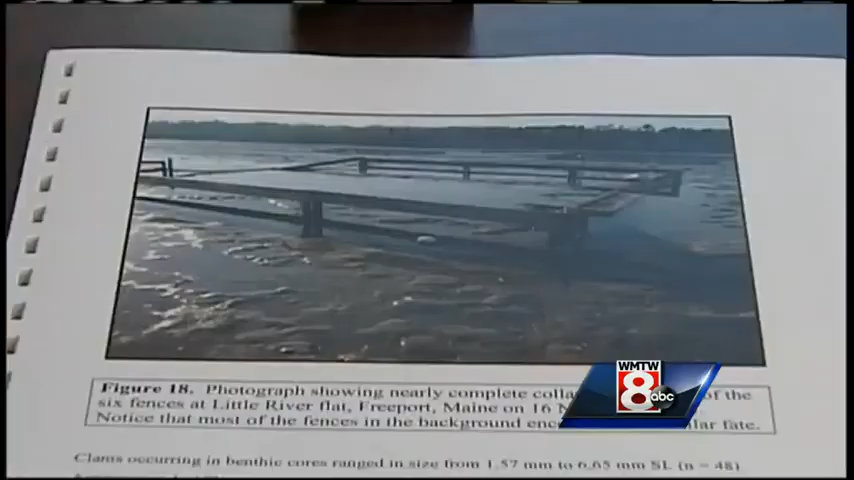 Figure 18. Photograph showing nearly complete colla of the
six fences at Little River flat, Freeport, Maine on 16 N
Notice that most of the fences in the background enc lar fate.
Clams occurring in benthic cores ranged in size from 1.57 mm to 6.65 mm SL (n = 48)
WMTW
8
abc